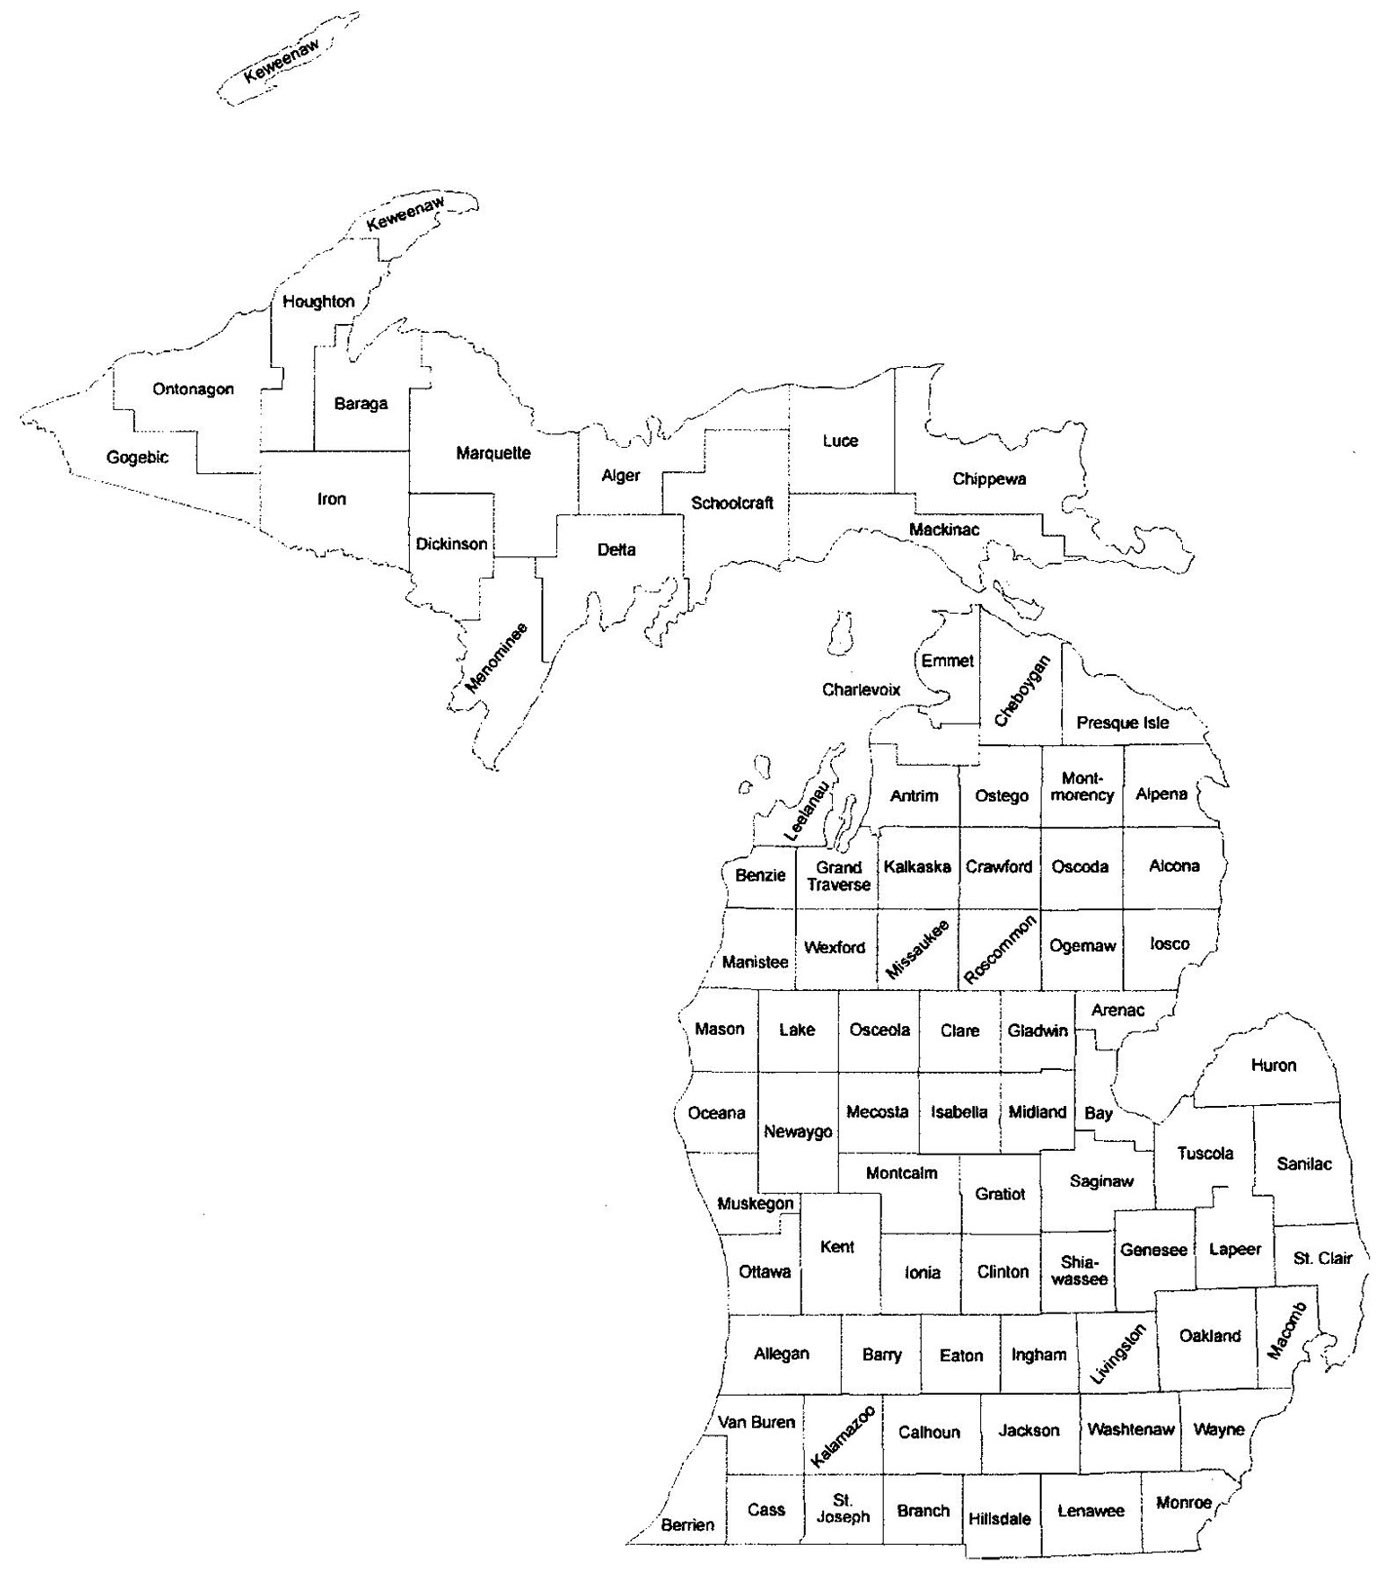 Keweenaw
Keweenaw
Houghton
Ontonagon
Baraga
Gogebic
Marquette
Luce
Alger
Chippewa
Iron
Schoolcraft
Mackinac
Dickinson
Delta
Menominee
Emmet
Charlevoix
Cheboygan
Presque Isle
Antrim
Ostego
Mont-
morency
Alpena
Leelanau
Benzie
Grand
Traverse
Kalkaska
Crawford
Oscoda
Alcona
Manistee
Wexford
Missaukee
Roscommon
Ogemaw
Iosco
Arenac
Mason
Lake
Osceola
Clare
Gladwin
Huron
Oceana
Newaygo
Mecosta
Isabella
Midland
Bay
Tuscola
Sanilac
Montcalm
Gratiot
Saginaw
Muskegon
Kent
Ottawa
Ionia
Clinton
Shia-
wassee
Genesee
Lapeer
St. Clair
Allegan
Barry
Eaton
Ingham
Livingston
Oakland
Macomb
Van Buren
Kalamazoo
Calhoun
Jackson
Washtenaw
Wayne
Berrien
Cass
St.
Joseph
Branch
Hillsdale
Lenawee
Monroe